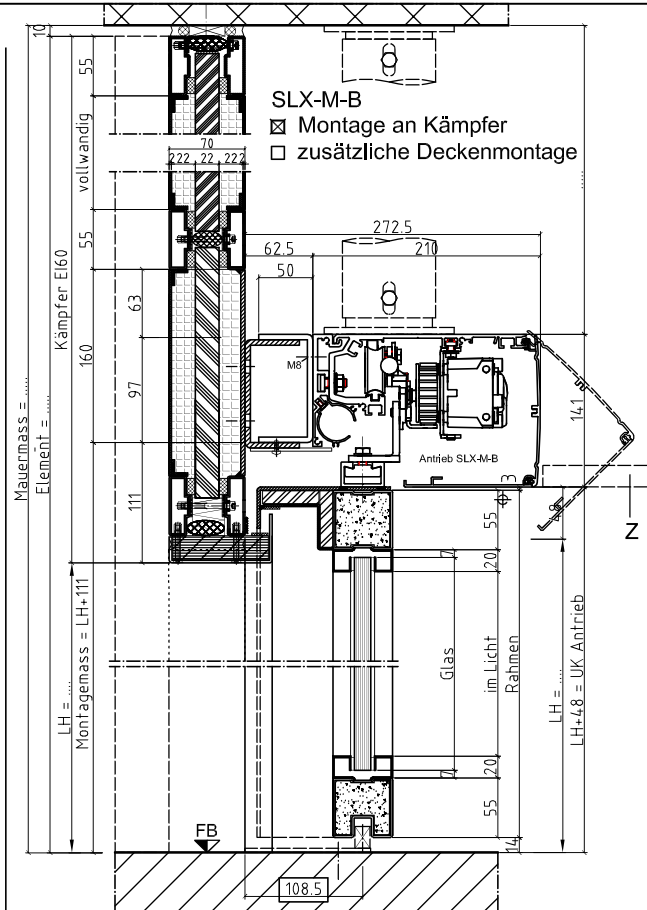 SLX-M-B
Montage an Kämpfer
zusätzliche Deckenmontage
10
55
vollwandig
55
63
160
97
111
Mauermass = .....
Element = .....
Kämpfer EI60
LH = ....
Montagemass = LH+111
70
222
22
222
272.5
62.5
210
50
M8
Antrieb SLX-M-B
141
3
Z
55
20
7
Glas
im Licht
Rahmen
LH = .....
LH+48 = UK Antrieb
7
20
55
14
FB
108.5